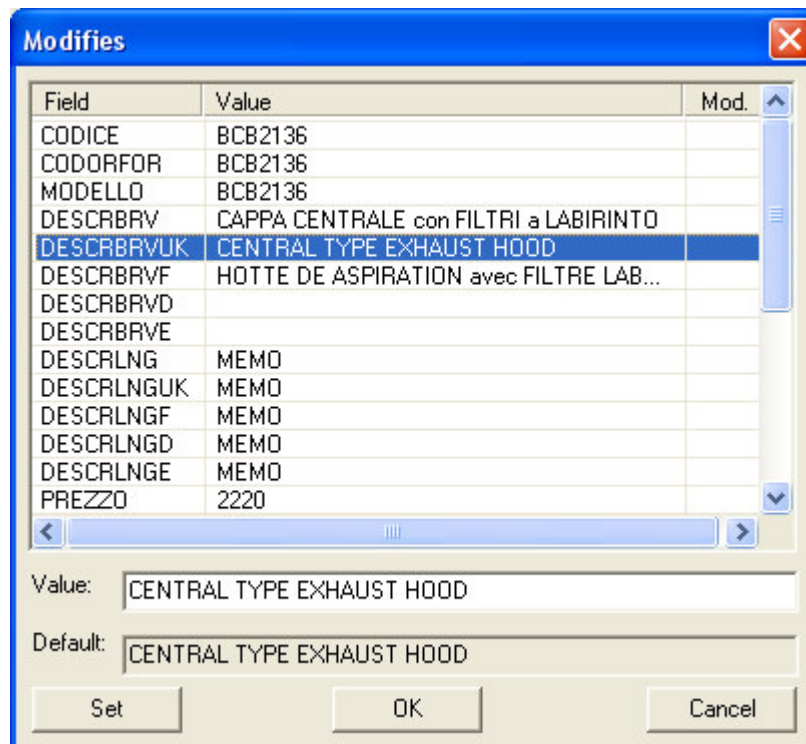 Modifies
Field Value Mod.
CODICE BCB2136
CODORFOR BCB2136
MODELLO BCB2136
DESCRBRV CAPPA CENTRALE con FILTRI a LABIRINTO
DESCRBRVUK CENTRAL TYPE EXHAUST HOOD
DESCRBRVF HOTTE DE ASPIRATION avec FILTRE LAB...
DESCRBRVD
DESCRBRVE
DESCRLNG MEMO
DESCRLNGUK MEMO
DESCRLNGF MEMO
DESCRLNGD MEMO
DESCRLNGE MEMO
PREZZO 2220
Value: CENTRAL TYPE EXHAUST HOOD
Default: CENTRAL TYPE EXHAUST HOOD
Set OK Cancel